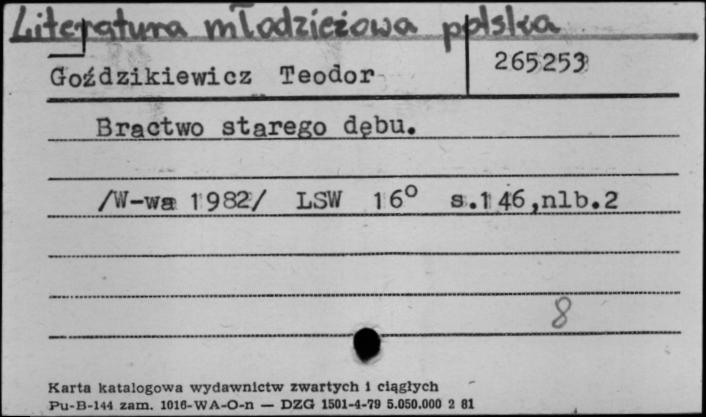 Literatura młodzieżowa polska
Goździkiewicz Teodor
265253
Bractwo starego dębu.
/W-wa 1982/ LSW 16° s.146,nlb.2
8
Karta katalogowa wydawnictw zwartych i ciągłych
Pu-B-144 zam. 1016-WA-O-n — DZG 1501-4-79 5.050.000 2 81